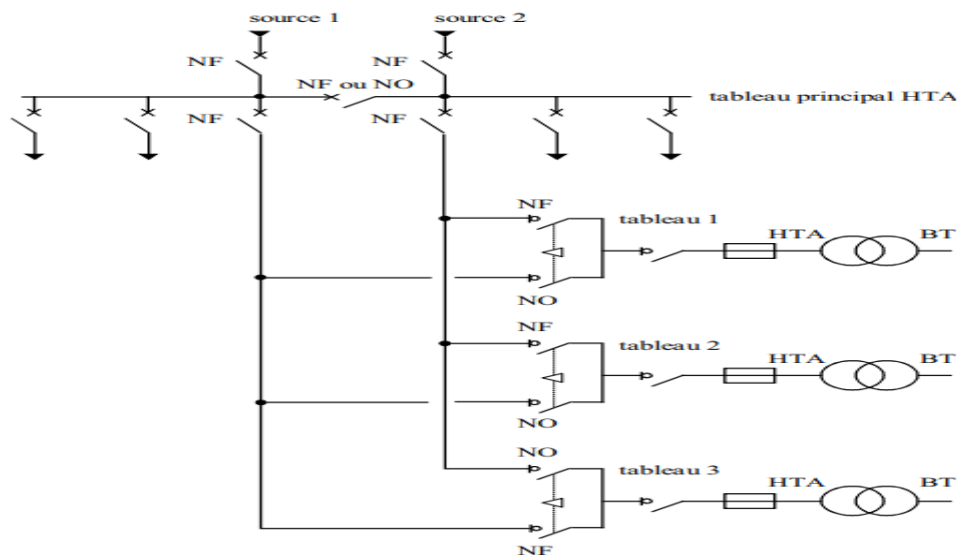 source 1
source 2
NF
NF
NF ou NO
tableau principal HTA
NF
NF
NF
tableau 1
HTA
BT
NO
NF
tableau 2
HTA
BT
NO
NO
tableau 3
HTA
BT
NF